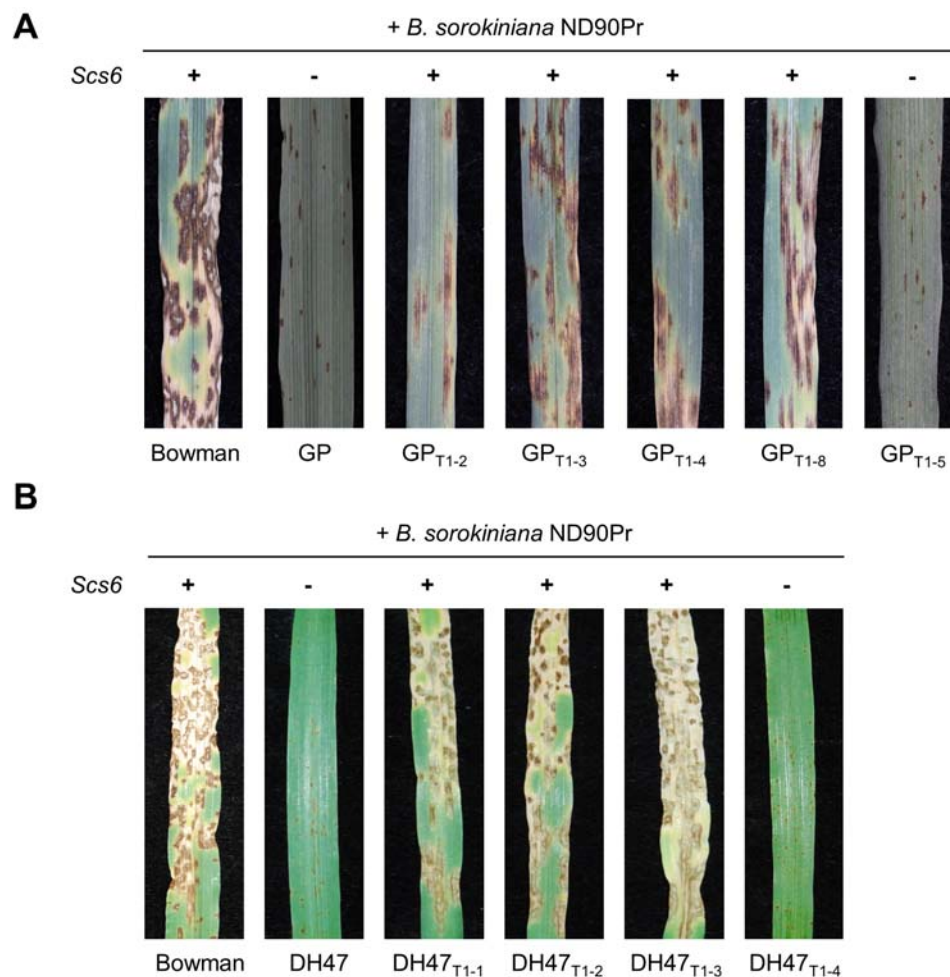 A
+ B. sorokiniana ND90Pr
Scs6 + - + + + + -
Bowman GP GPT1-2 GPT1-3 GPT1-4 GPT1-8 GPT1-5
B
+ B. sorokiniana ND90Pr
Scs6 + - + + + -
Bowman DH47 DH47T1-1 DH47T1-2 DH47T1-3 DH47T1-4